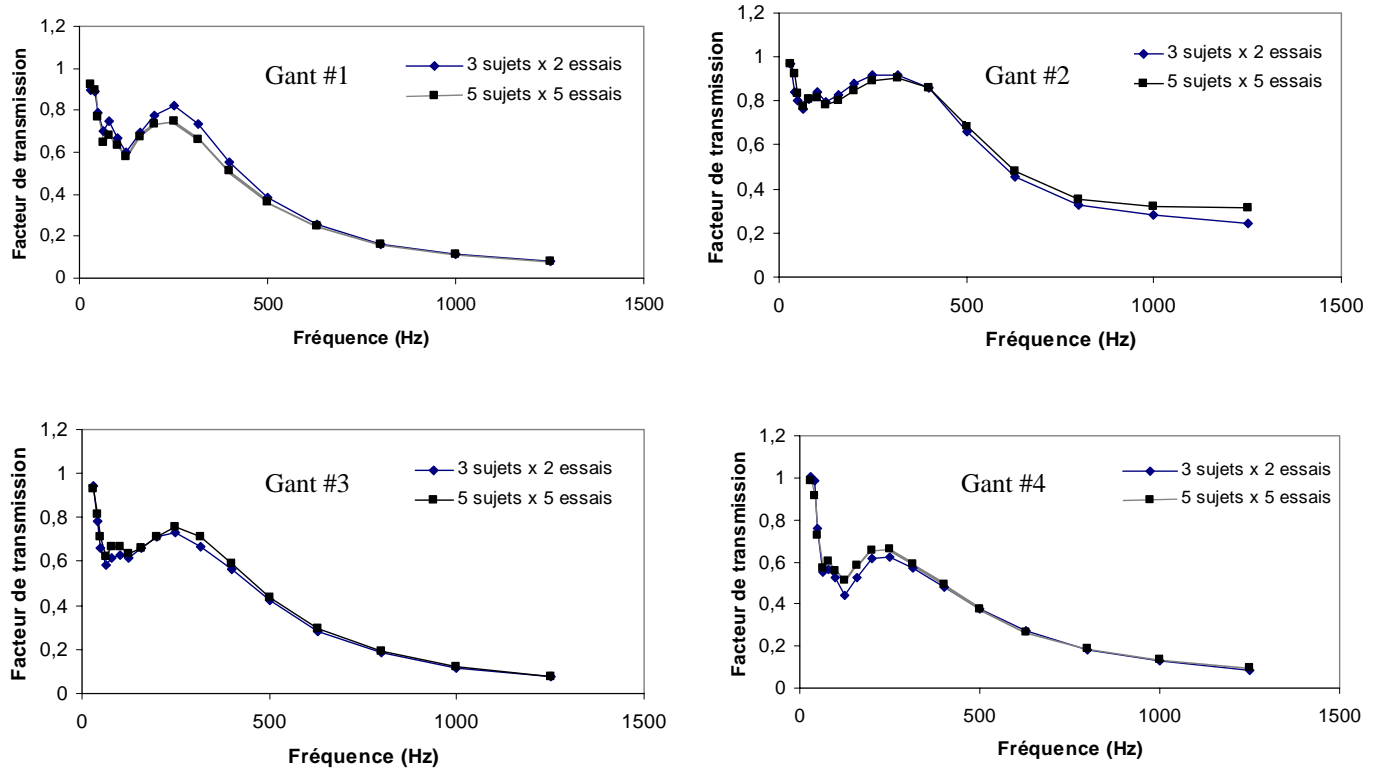 1,2
1
0,8
0,6
0,4
0,2
0
Facteur de transmission
Gant #1
3 sujets x 2 essais
5 sujets x 5 essais
0
500
1000
1500
Fréquence (Hz)
1,2
1
0,8
0,6
0,4
0,2
0
Facteur de transmission
Gant #2
3 sujets x 2 essais
5 sujets x 5 essais
0
500
1000
1500
Fréquence (Hz)
1,2
1
0,8
0,6
0,4
0,2
0
Facteur de transmission
Gant #3
3 sujets x 2 essais
5 sujets x 5 essais
0
500
1000
1500
Fréquence (Hz)
1,2
1
0,8
0,6
0,4
0,2
0
Facteur de transmission
Gant #4
3 sujets x 2 essais
5 sujets x 5 essais
0
500
1000
1500
Fréquence (Hz)